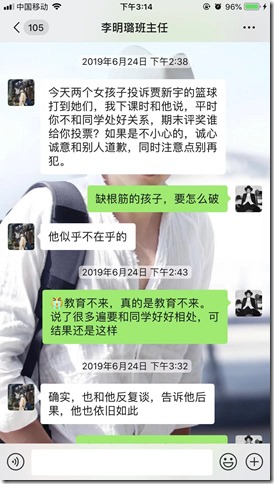 中国移动
下午3:14
96%
105
李明璐班主任
2019年6月24日 下午2:38
今天两个女孩子投诉贾新宇的篮球
打到她们，我下课时和他说，平时
你不和同学处好关系，期末评奖谁
给你投票？如果是不小心的，诚心
诚意和别人道歉，同时注意点别再
犯。
缺根筋的孩子，要怎么破
他似乎不在乎的
2019年6月24日 下午2:43
教育不来，真的是教育不来。
说了很多遍要和同学好好相处，可
结果还是这样
2019年6月24日 下午3:32
确实，也和他反复谈，告诉他后
果，他也依旧如此